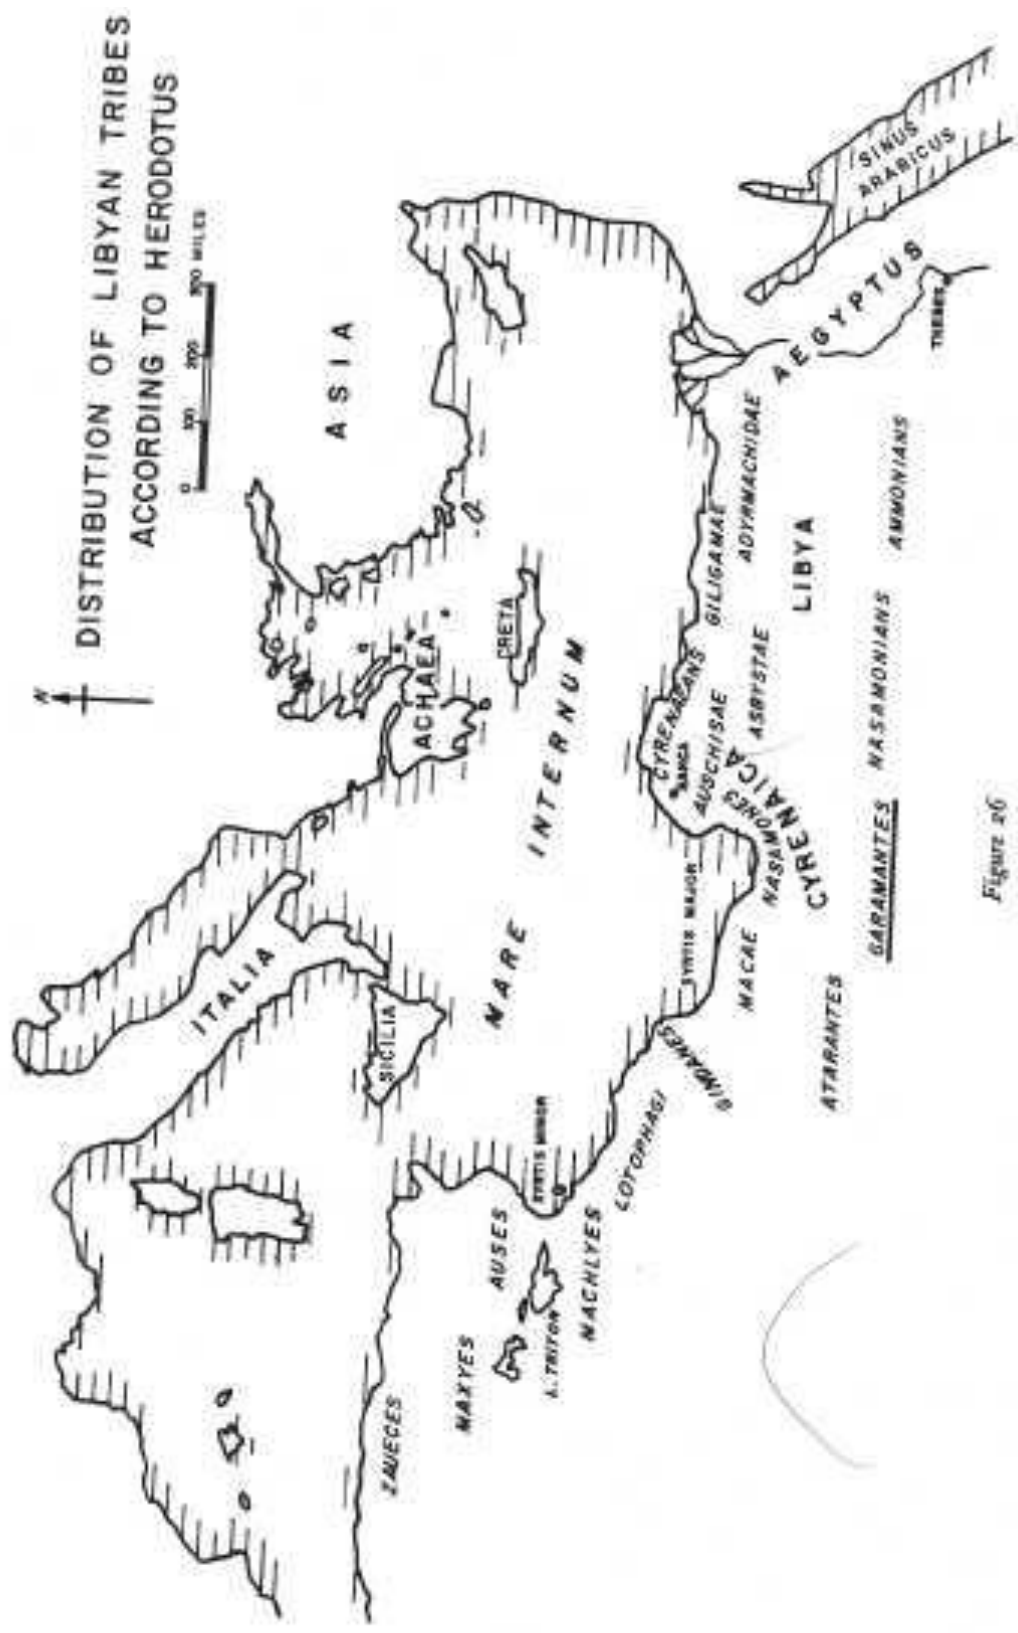 DISTRIBUTION OF LIBYAN TRIBES
ACCORDING TO HERODOTUS
N
0 100 200 300 MILES
ASIA
ITALIA
ACHAEA
SICILIA
CRETA
MARE INTERNUM
SINUS
ARABICUS
AEGYPTUS
THEBES
ZAUECES
MAXYES
AUSES
L. TRITON
SYRTIS MINOR
MACHLYES
LOTOPHAGI
GINDANES
SYRTIS MAJOR
MACAE
NASAMONES
CYRENAICA
CYRENAEANS
BARCA
AUSCHISAE
ASBYSTAE
GILIGAMAE
ADYRMACHIDAE
LIBYA
ATARANTES
GARAMANTES
NASAMONIANS
AMMONIANS
Figure 26